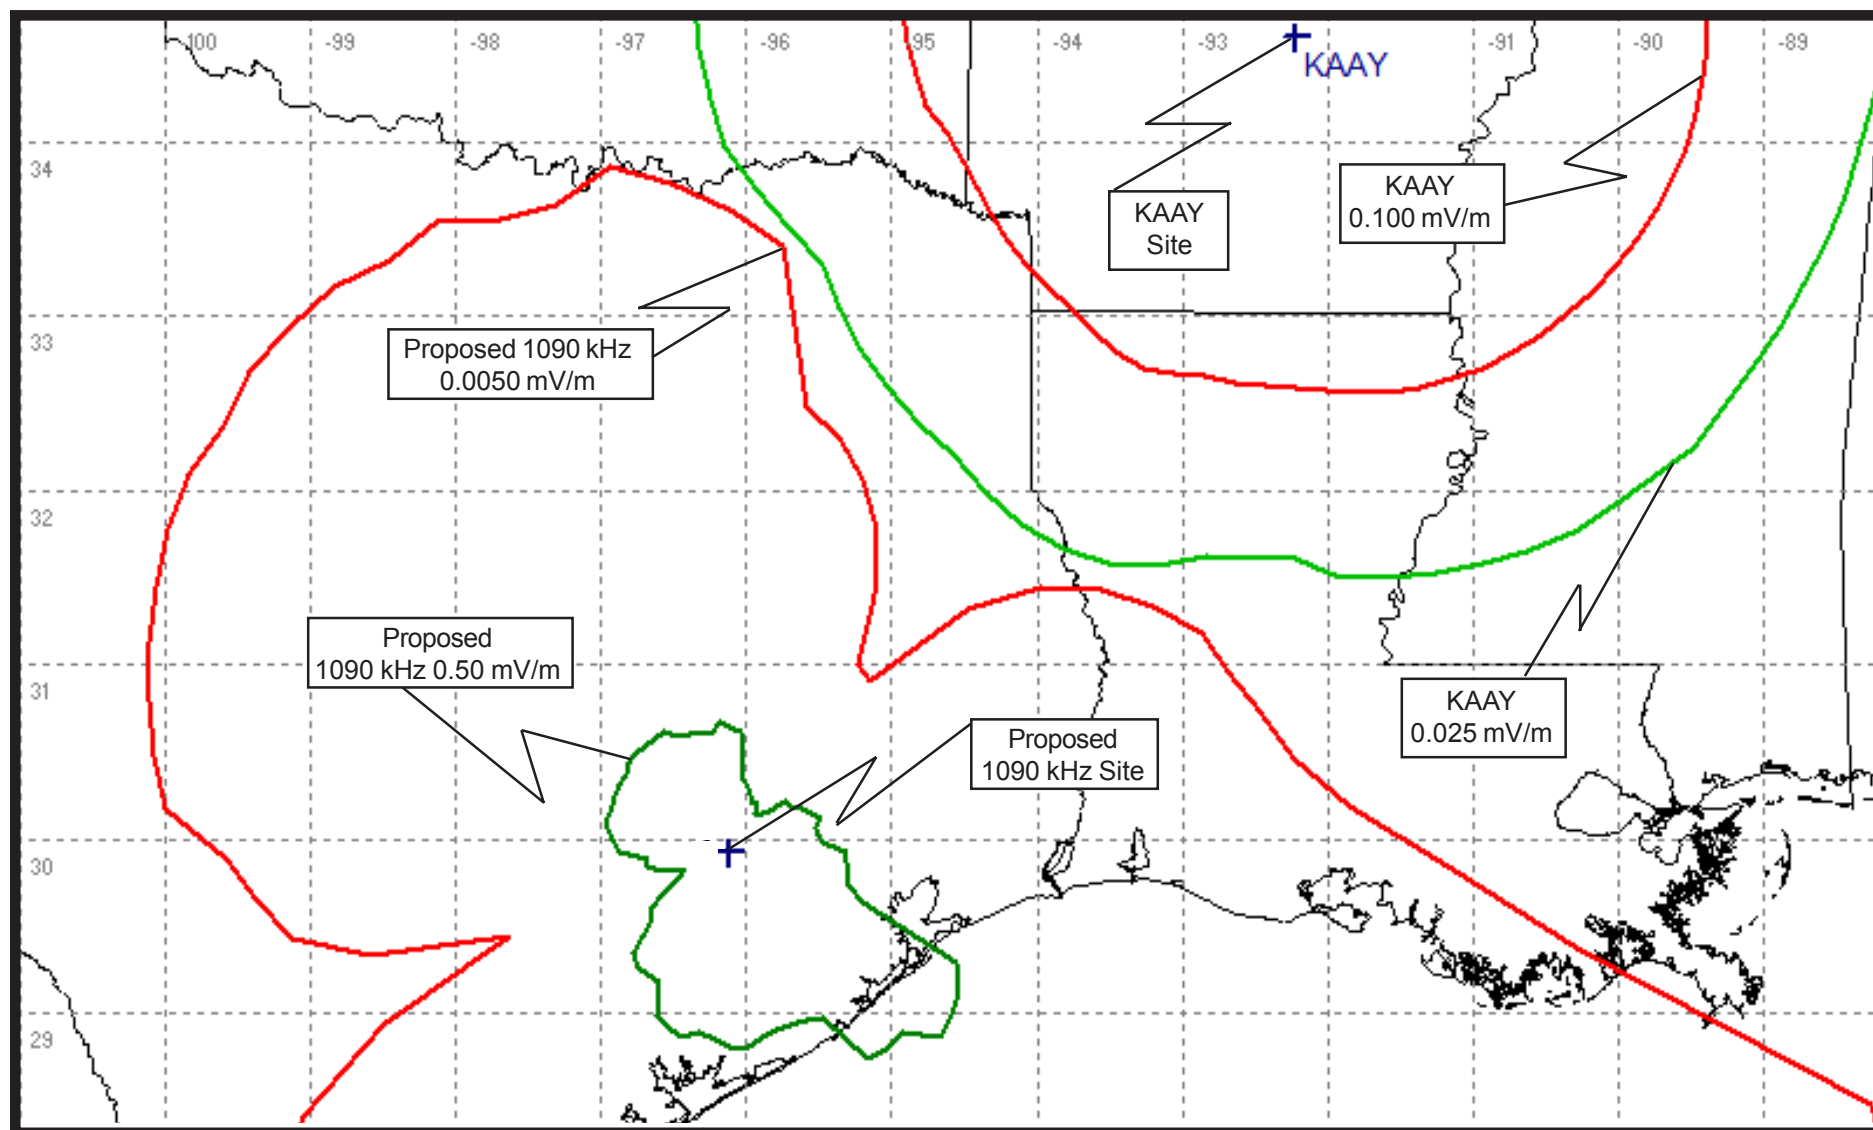 -100
-99
-98
-97
-96
-95
-94
-93
-91
-90
-89
KAAY
34
KAAY
Site
KAAY
0.100 mV/m
33
Proposed 1090 kHz
0.0050 mV/m
32
Proposed
1090 kHz 0.50 mV/m
31
KAAY
0.025 mV/m
Proposed
1090 kHz Site
30
29